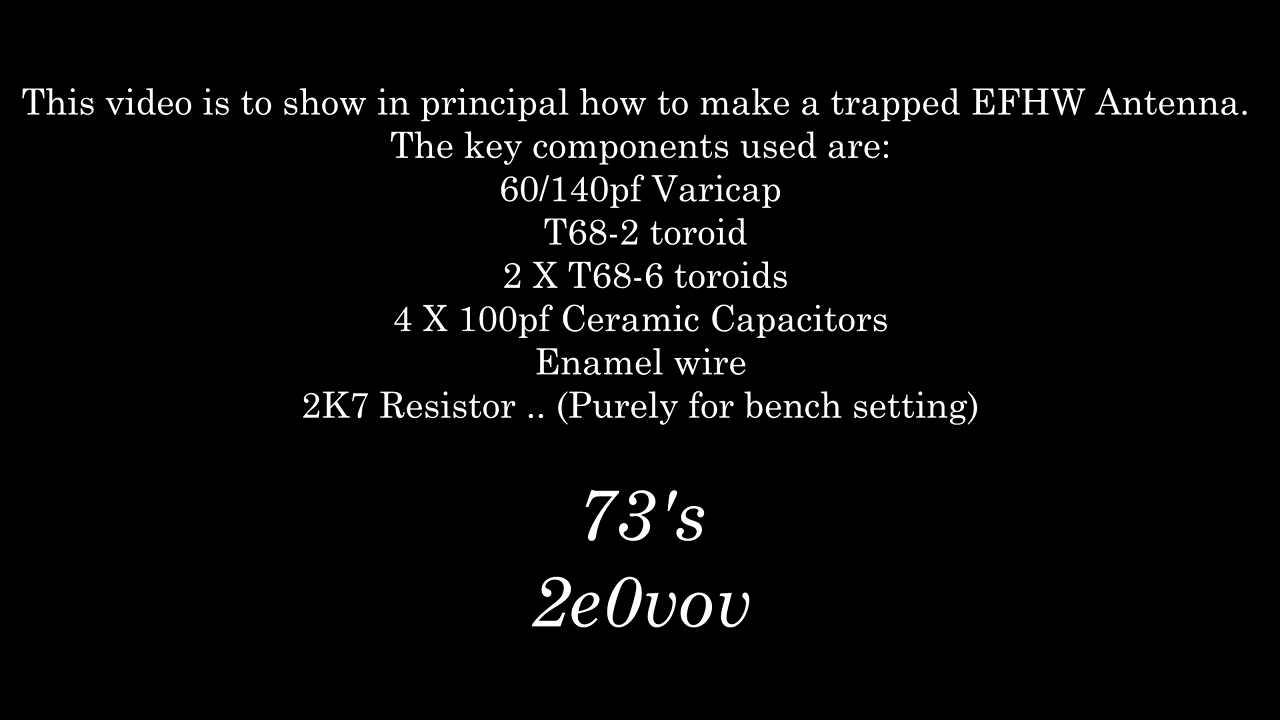 This video is to show in principal how to make a trapped EFHW Antenna.
The key components used are:
60/140pf Varicap
T68-2 toroid
2 X T68-6 toroids
4 X 100pf Ceramic Capacitors
Enamel wire
2K7 Resistor .. (Purely for bench setting)
73's
2e0vov